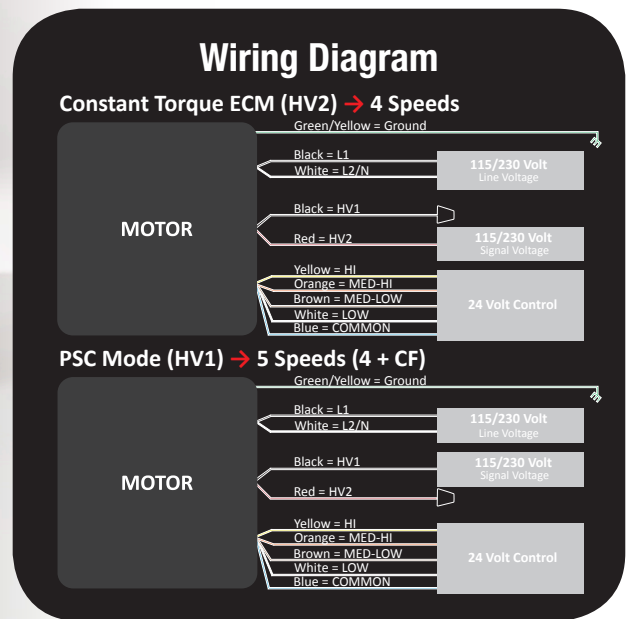 Wiring Diagram
Constant Torque ECM (HV2) → 4 Speeds
Green/Yellow = Ground
Black = L1
White = L2/N
115/230 Volt
Line Voltage
MOTOR
Black = HV1
Red = HV2
115/230 Volt
Signal Voltage
Yellow = HI
Orange = MED-HI
Brown = MED-LOW
White = LOW
Blue = COMMON
24 Volt Control
PSC Mode (HV1) → 5 Speeds (4 + CF)
Green/Yellow = Ground
Black = L1
White = L2/N
115/230 Volt
Line Voltage
MOTOR
Black = HV1
115/230 Volt
Signal Voltage
Red = HV2
Yellow = HI
Orange = MED-HI
Brown = MED-LOW
White = LOW
Blue = COMMON
24 Volt Control